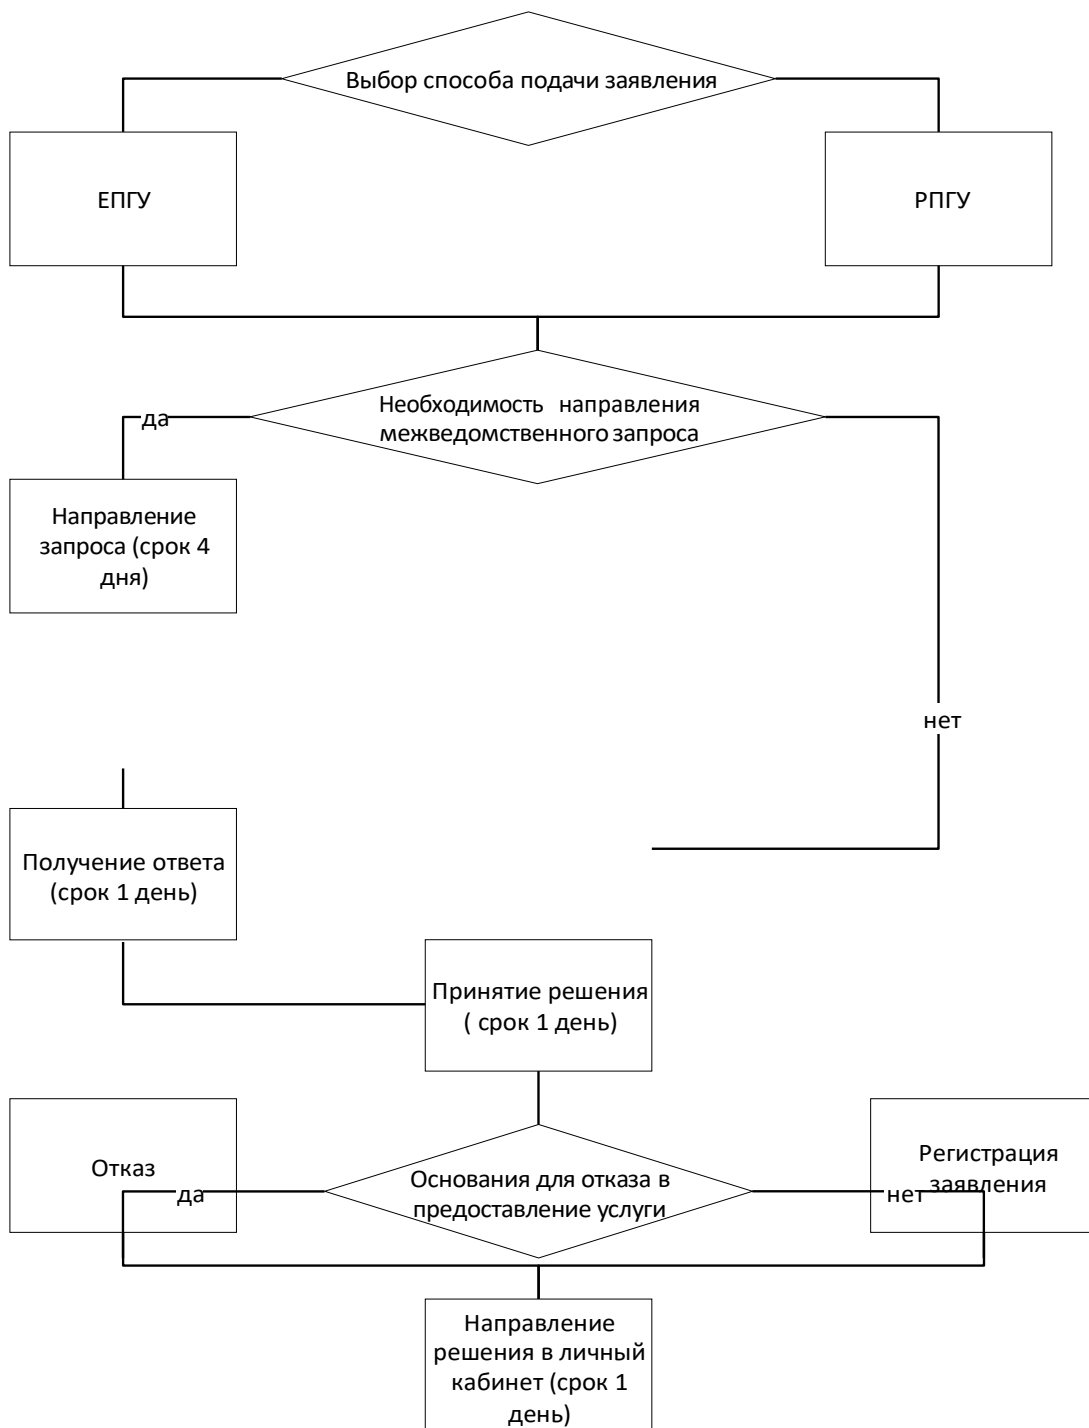 Выбор способа подачи заявления
ЕПГУ
РПГУ
да
Необходимость направления
межведомственного запроса
Направление
запроса (срок 4
дня)
нет
Получение ответа
(срок 1 день)
Принятие решения
( срок 1 день)
Отказ
да
Основания для отказа в
предоставление услуги
Регистрация
заявления
нет
Направление
решения в личный
кабинет (срок 1
день)